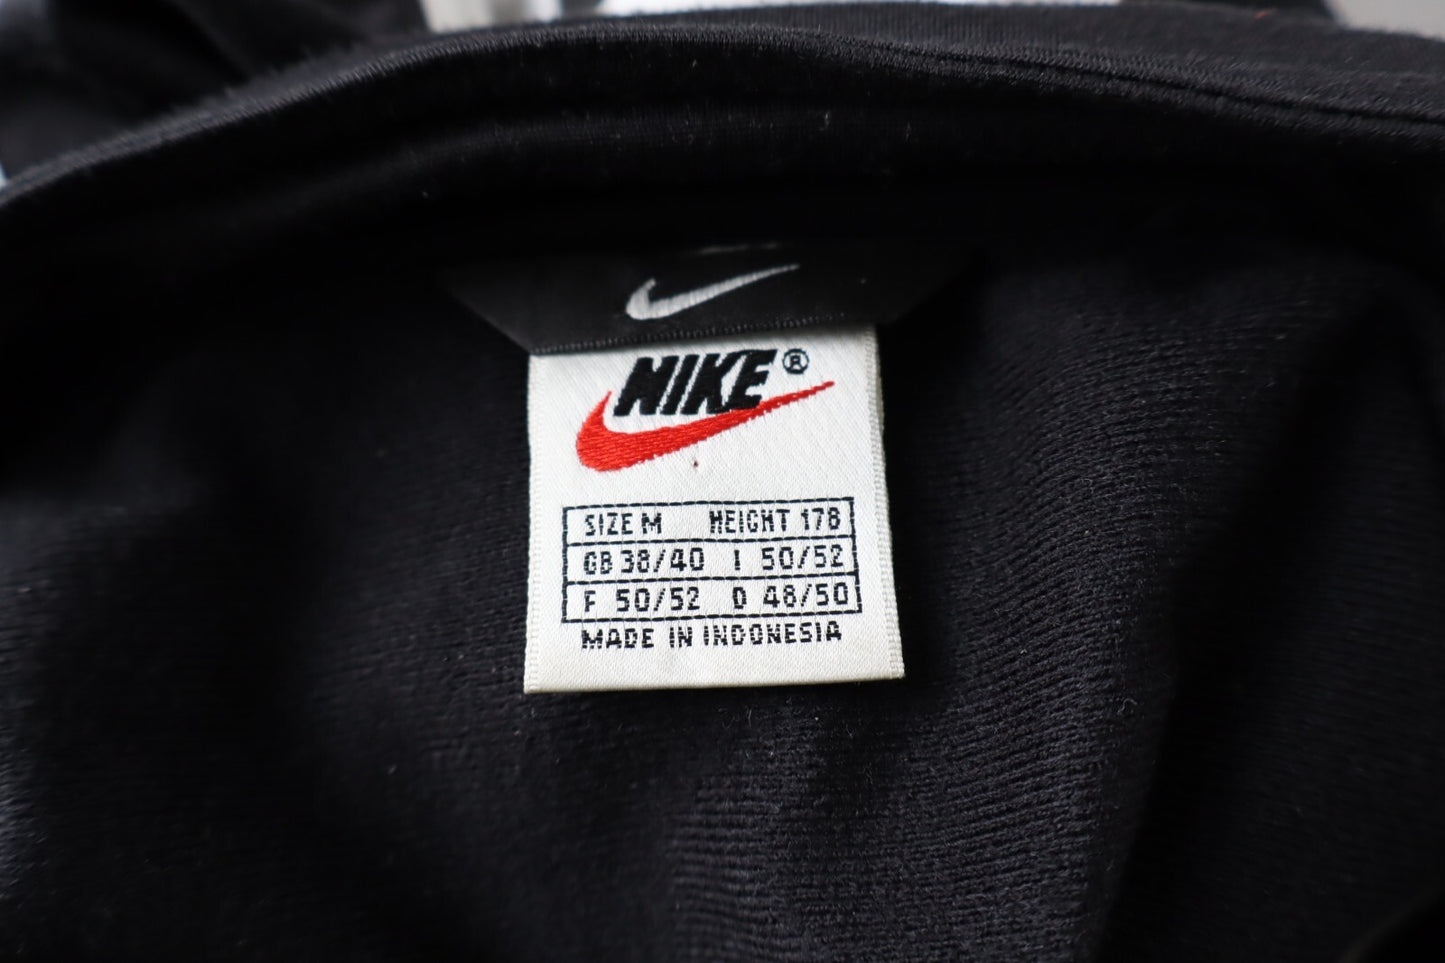 NIKE ®
SIZE M HEIGHT 178
GB 38/40 I 50/52
F 50/52 D 48/50
MADE IN INDONESIA